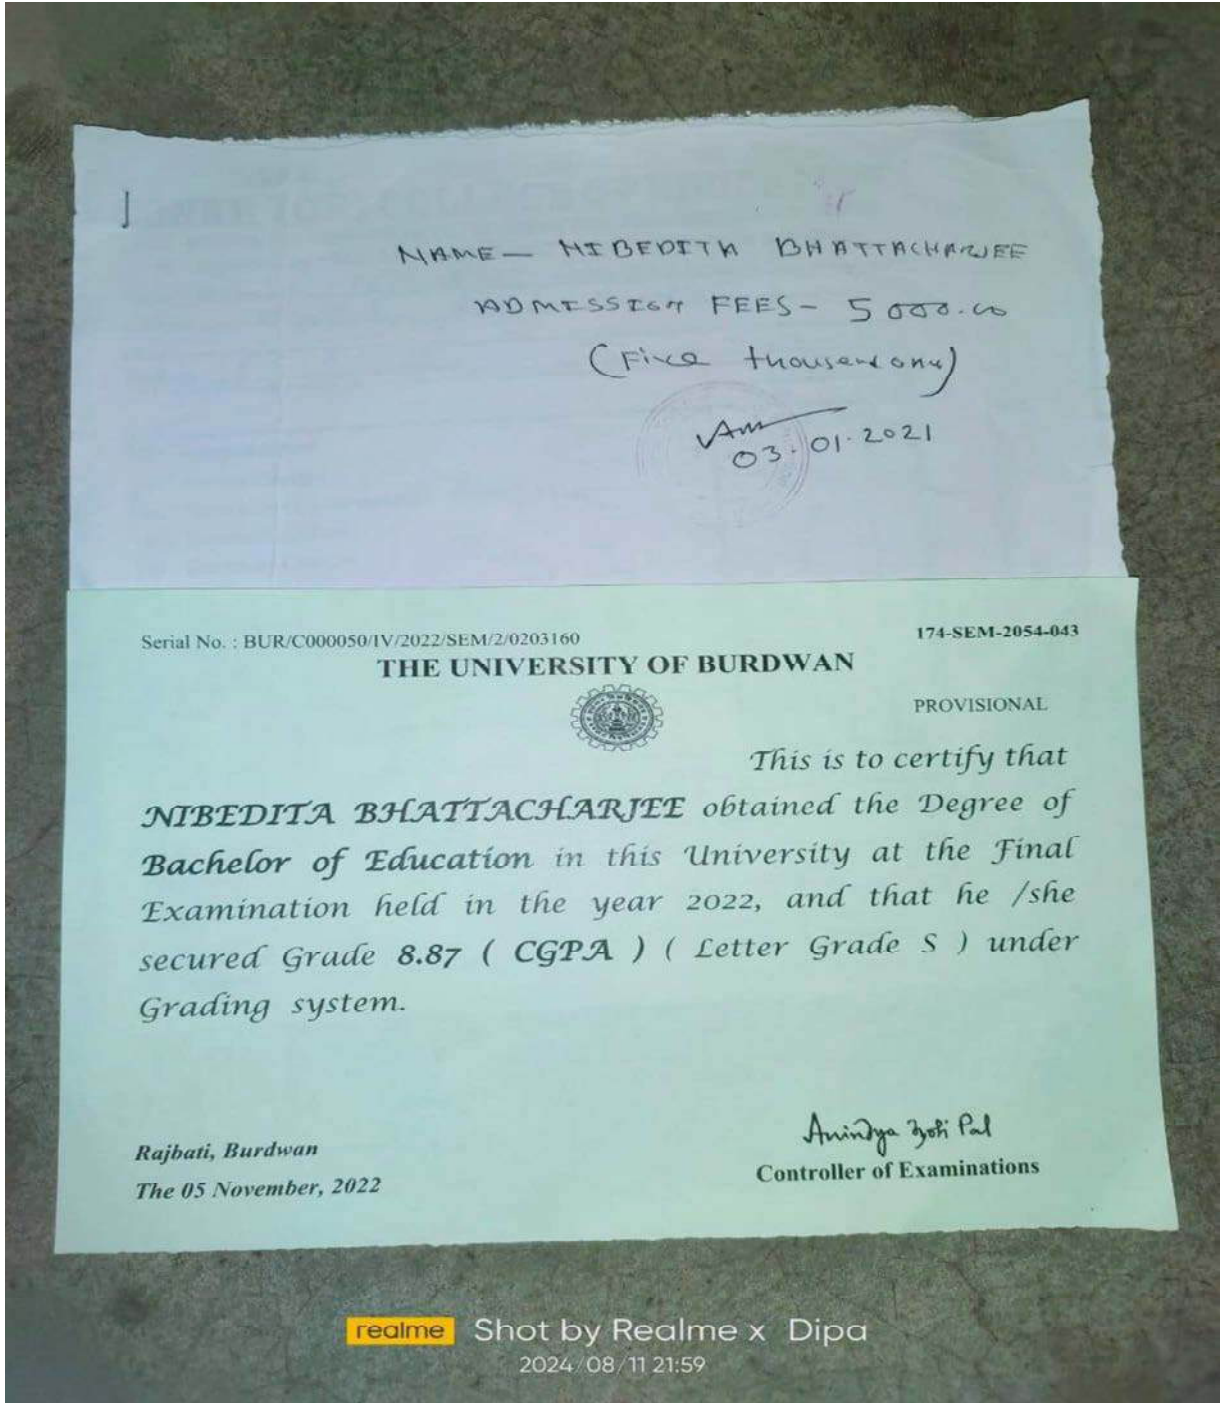 NAME — NIBEDITA BHATTACHARJEE
ADMISSION FEES - 5000.00
(Five thousand only)
03.01.2021
Serial No. : BUR/C000050/IV/2022/SEM/2/0203160
174-SEM-2054-043
THE UNIVERSITY OF BURDWAN
PROVISIONAL
This is to certify that
NIBEDITA BHATTACHARJEE obtained the Degree of
Bachelor of Education in this University at the Final
Examination held in the year 2022, and that he /she
secured Grade 8.87 ( CGPA ) ( Letter Grade S ) under
Grading system.
Anindya Jyoti Pal
Rajbati, Burdwan
Controller of Examinations
The 05 November, 2022
realme Shot by Realme x Dipa
2024/08/11 21:59